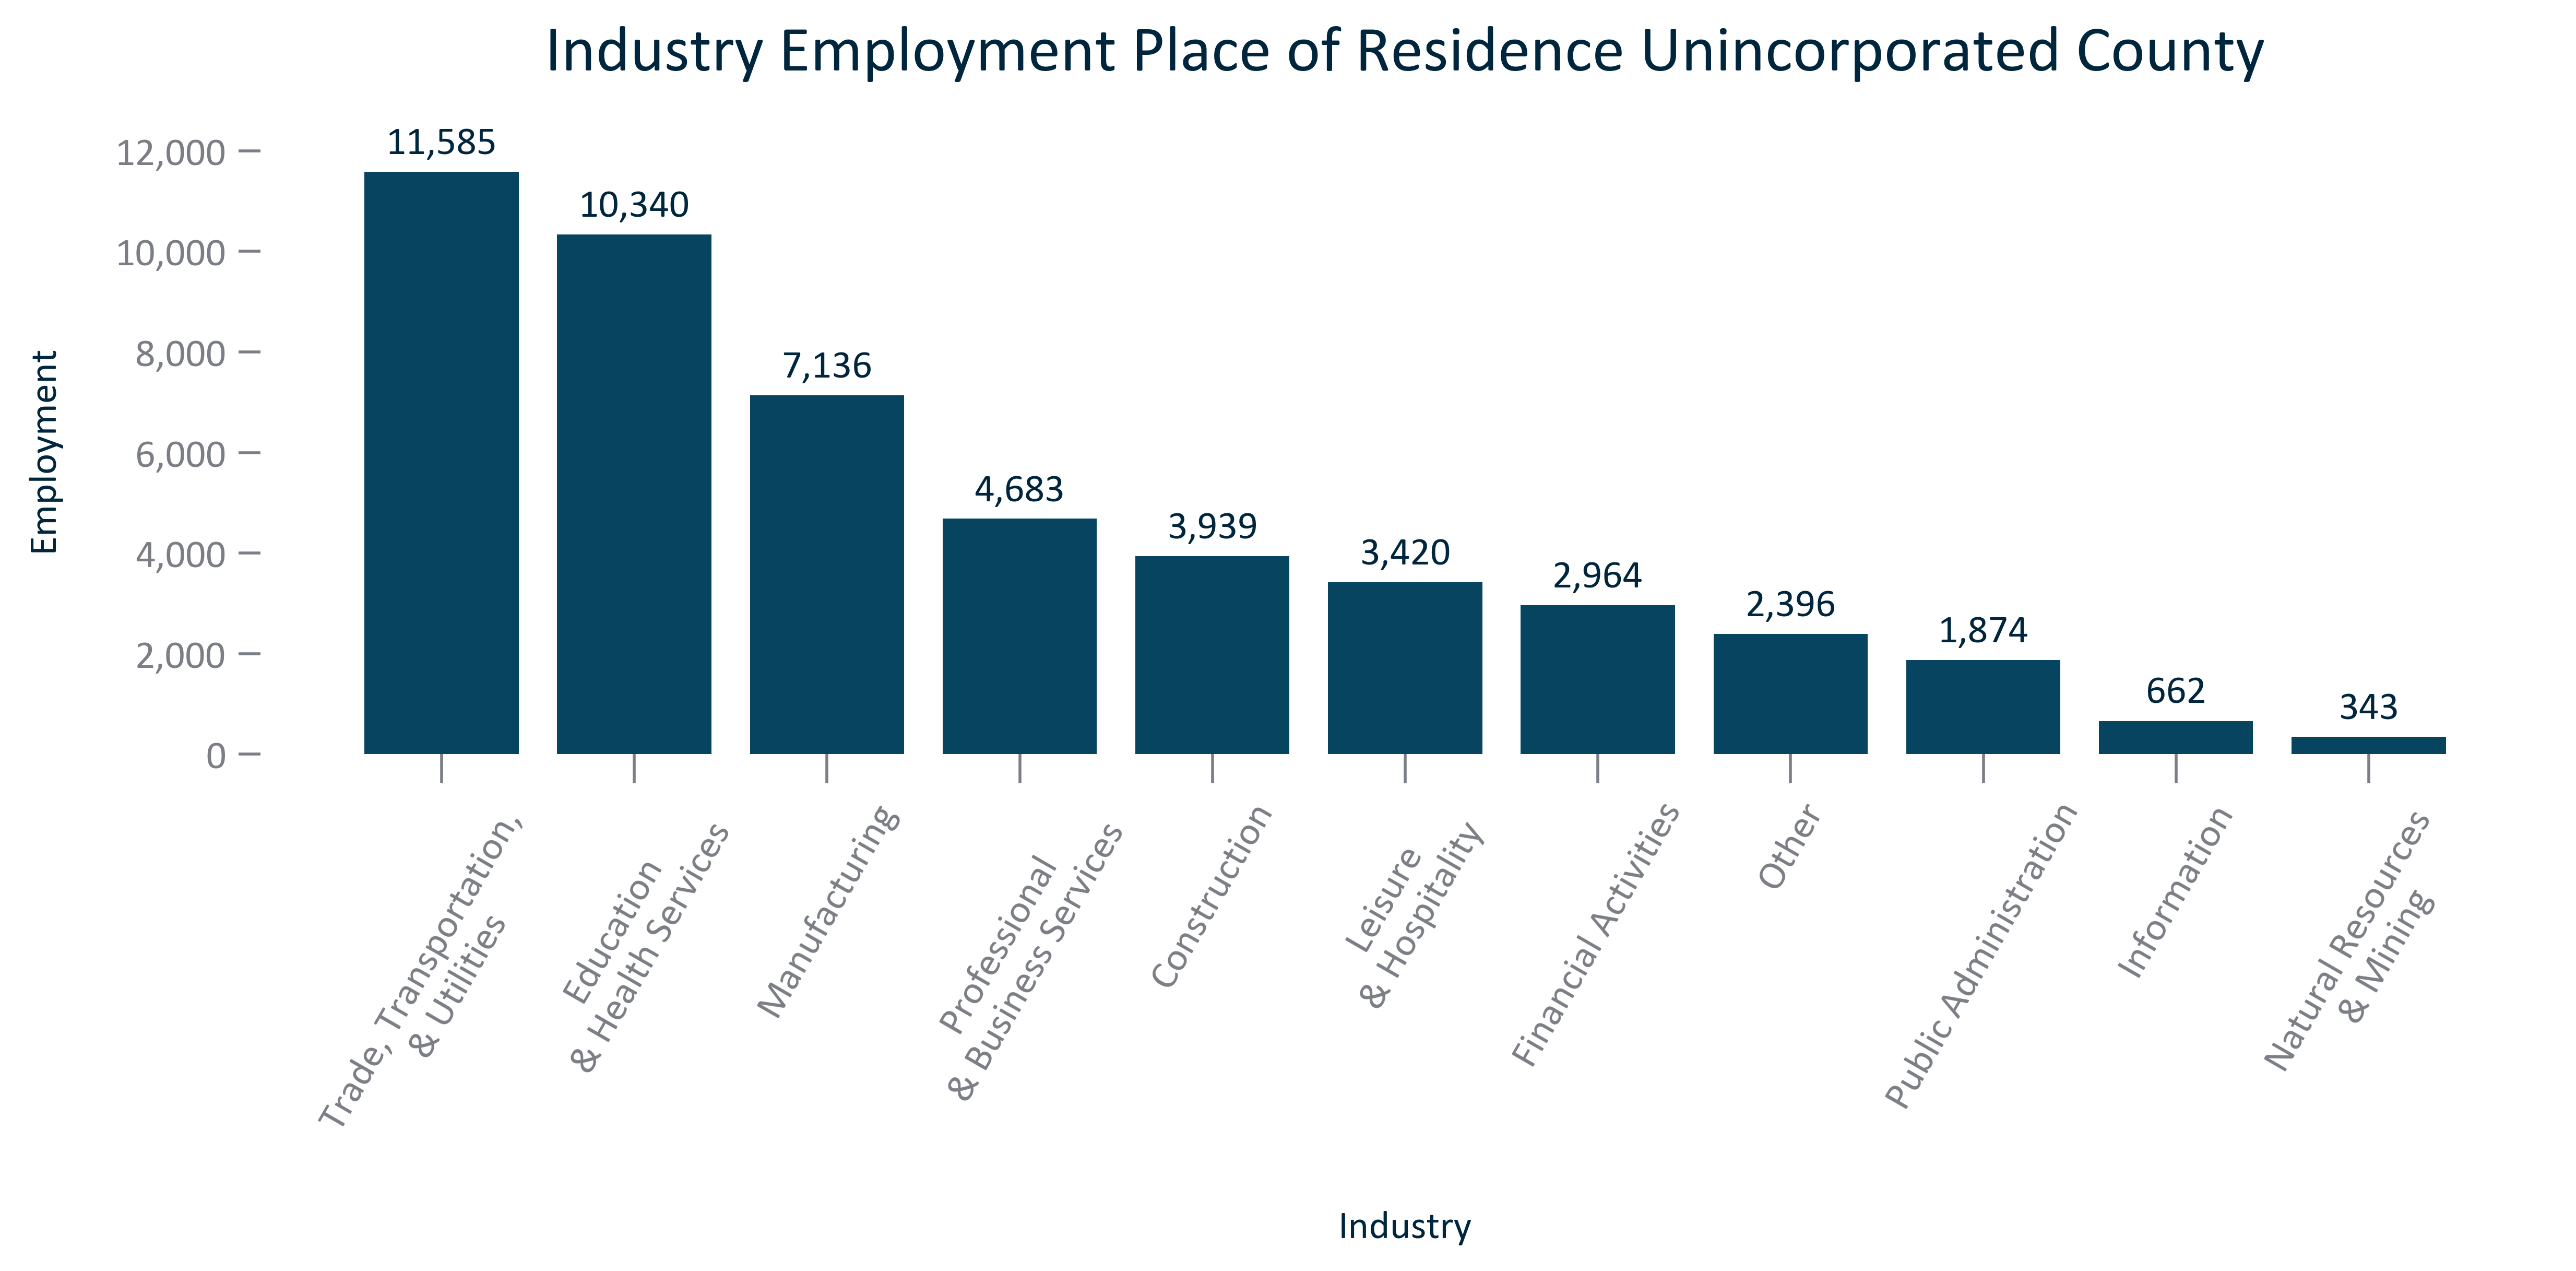 Industry Employment Place of Residence Unincorporated County
Employment
12,000
10,000
8,000
6,000
4,000
2,000
0
11,585
10,340
7,136
4,683
3,939
3,420
2,964
2,396
1,874
662
343
Trade, Transportation,
& Utilities
Education
& Health Services
Manufacturing
Professional
& Business Services
Construction
Leisure
& Hospitality
Financial Activities
Other
Public Administration
Information
Natural Resources
& Mining
Industry